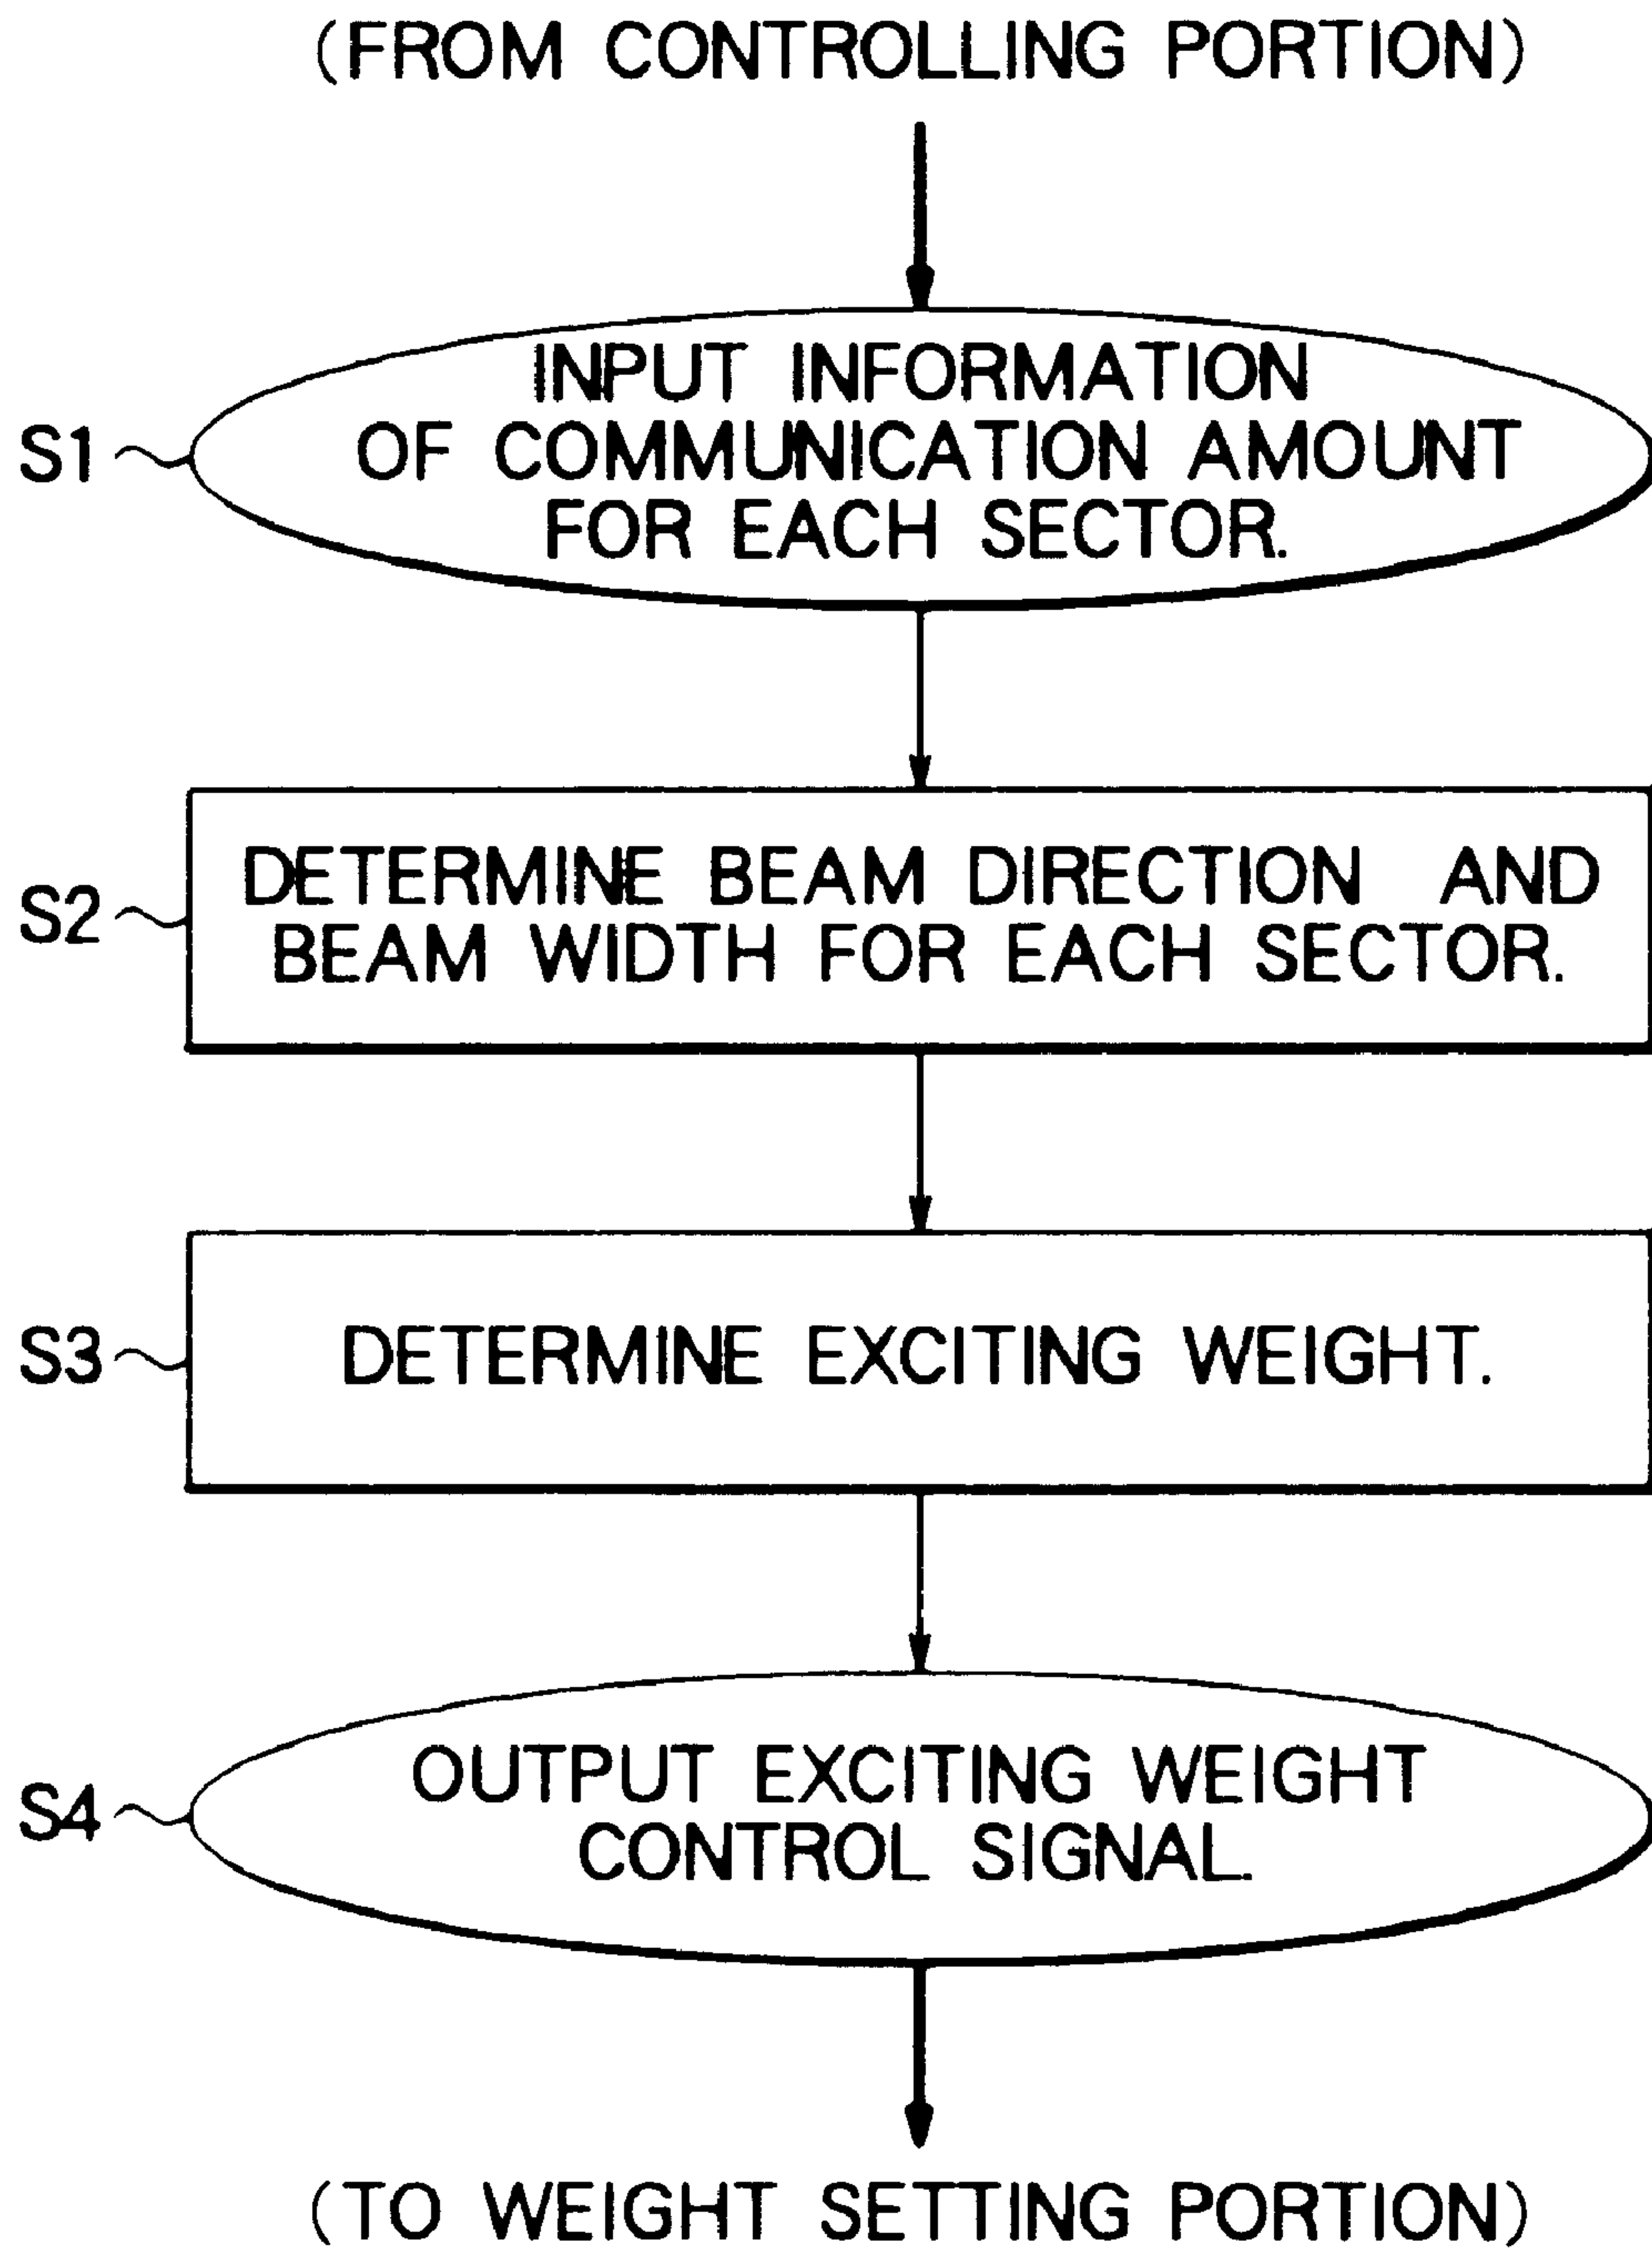 (FROM CONTROLLING PORTION)
S1
INPUT INFORMATION
OF COMMUNICATION AMOUNT
FOR EACH SECTOR.
S2
DETERMINE BEAM DIRECTION AND
BEAM WIDTH FOR EACH SECTOR.
S3
DETERMINE EXCITING WEIGHT.
S4
OUTPUT EXCITING WEIGHT
CONTROL SIGNAL.
(TO WEIGHT SETTING PORTION)